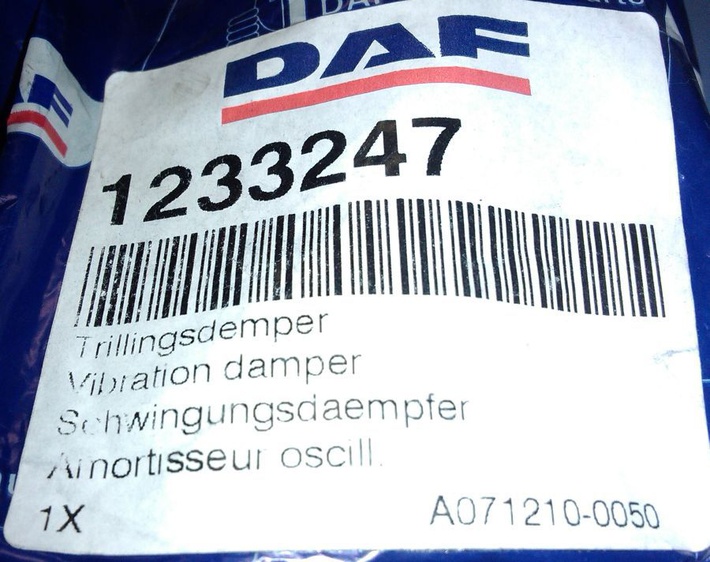 DAF
1233247
Trillingsdemper
Vibration damper
Schwingungsdaempfer
Amortisseur oscill.
1X
A071210-0050